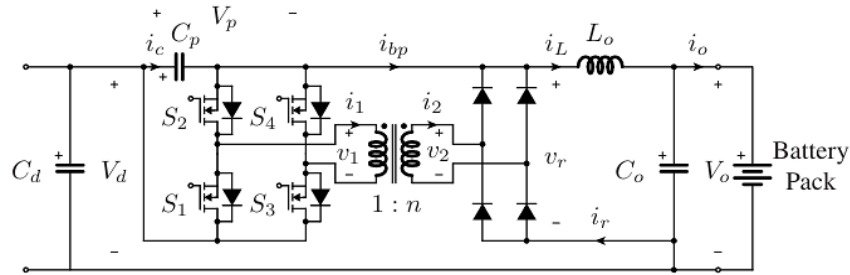 + V_p −
i_c C_p i_bp i_L L_o i_o
+ + + +
S_2 S_4 i_1 i_2
+ + +
C_d V_d v_1 v_2 v_r C_o V_o Battery
Pack
+ − − + +
S_1 S_3 1 : n
− i_r
− −